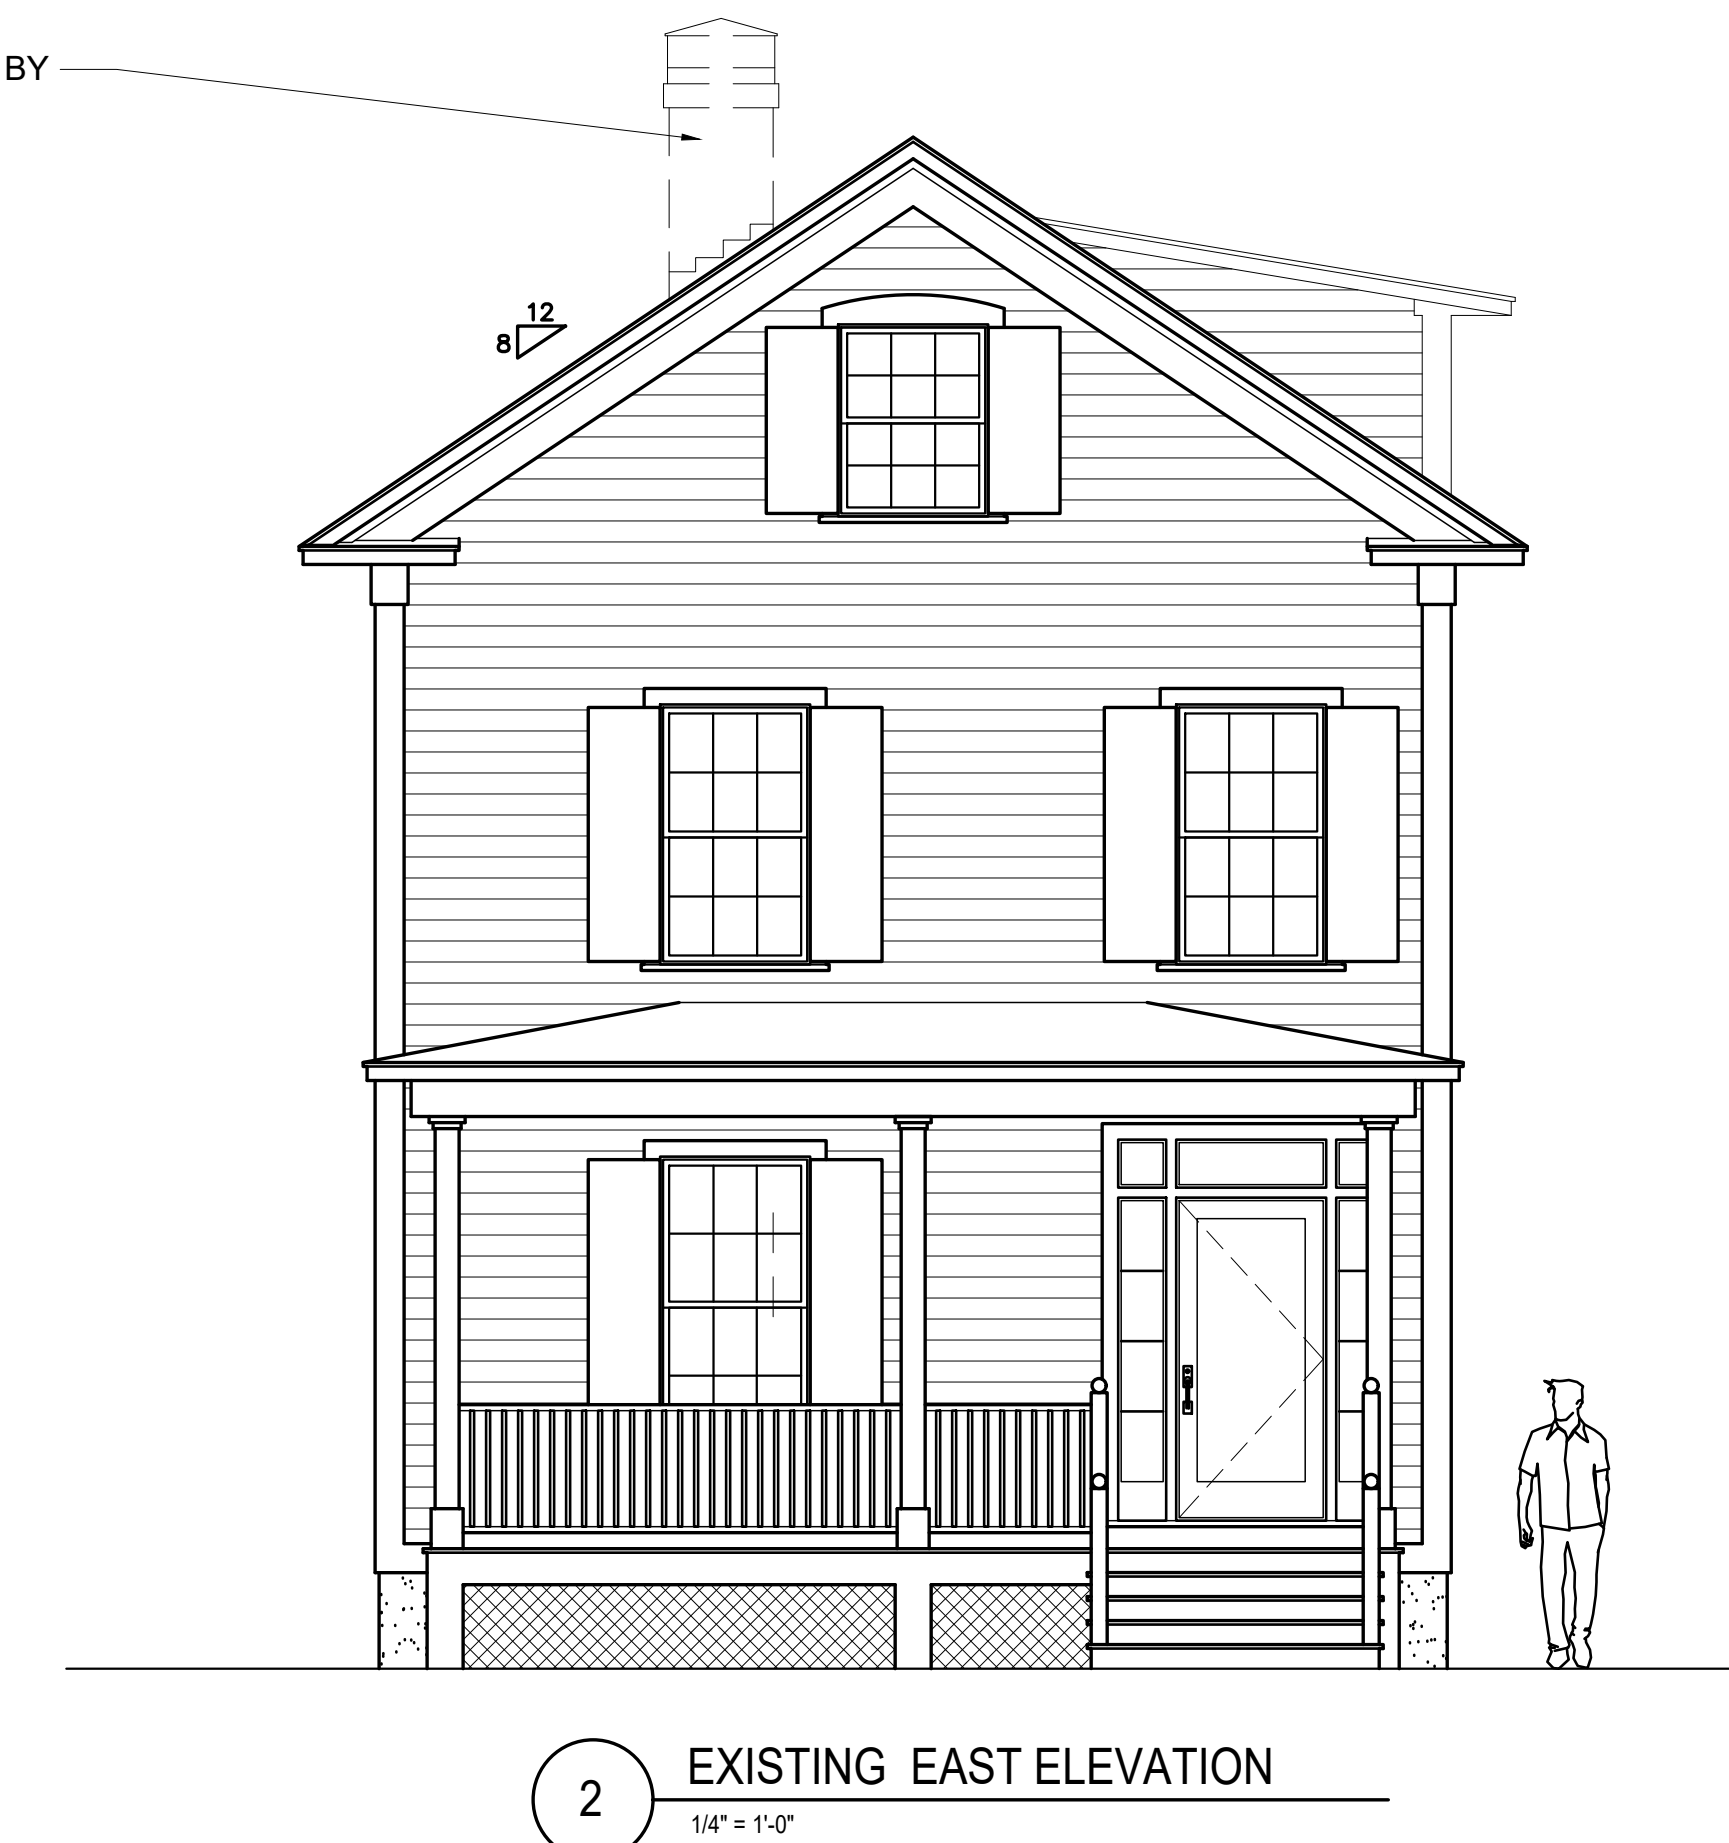 BY
12
8
2
EXISTING EAST ELEVATION
1/4" = 1'-0"